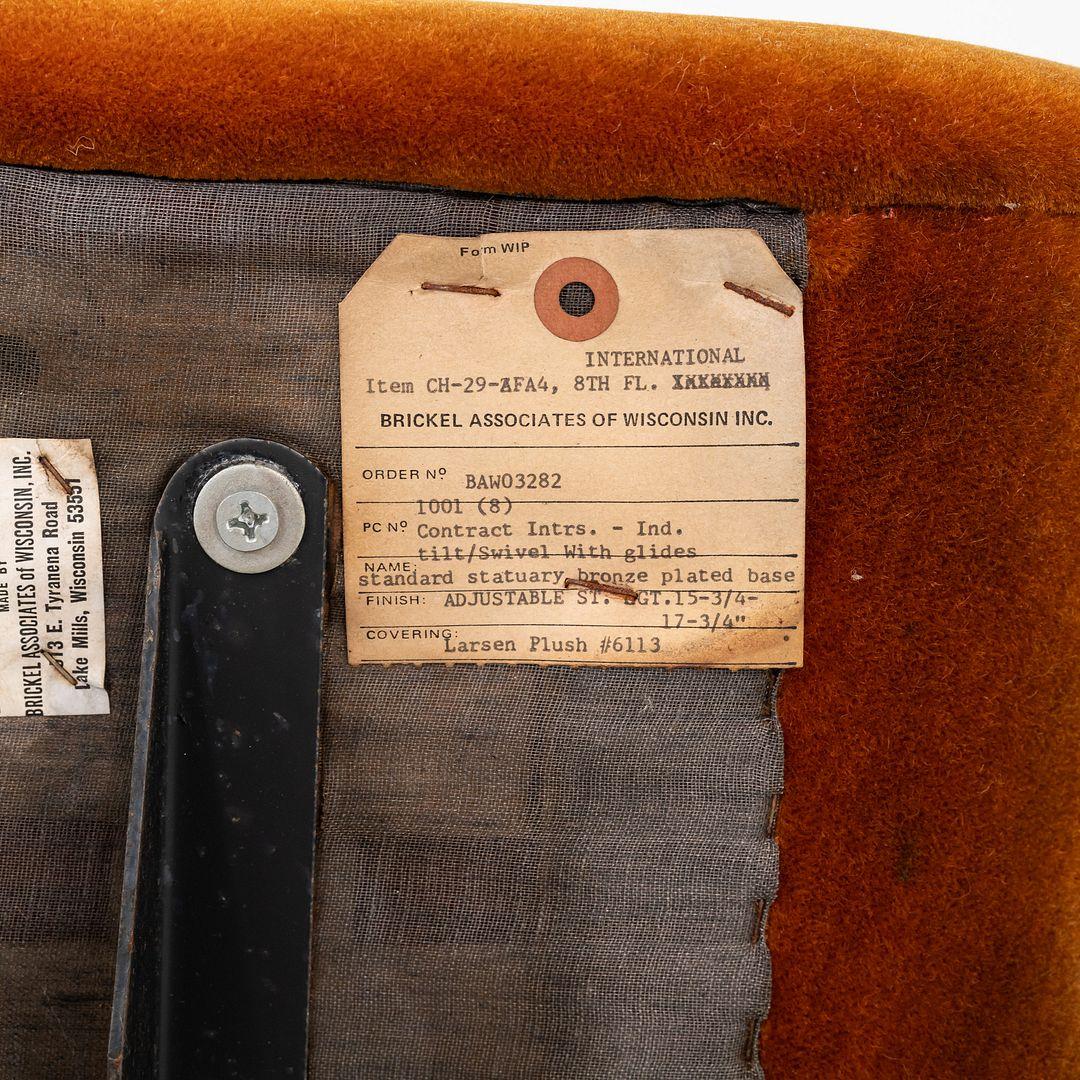 Form WIP
INTERNATIONAL
Item CH-29-AFA4, 8TH FL.
BRICKEL ASSOCIATES OF WISCONSIN INC.
ORDER Nº BAW03282
1001 (8)
PC Nº Contract Intrs. - Ind.
tilt/Swivel With glides
NAME:
standard statuary bronze plated base
FINISH: ADJUSTABLE ST. HGT.15-3/4-
17-3/4"
COVERING:
Larsen Plush #6113
MADE BY
BRICKEL ASSOCIATES of WISCONSIN, INC.
513 E. Tyranena Road
Lake Mills, Wisconsin 53551